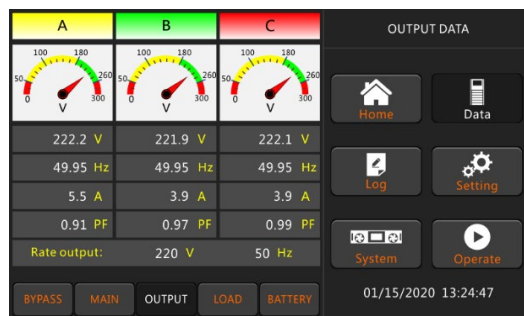 A B C OUTPUT DATA
100 180 100 180 100 180
50 260 50 260 50 260
0 V 300 0 V 300 0 V 300
Home Data
222.2 V 221.9 V 222.1 V
49.95 Hz 49.95 Hz 49.95 Hz
5.5 A 3.9 A 3.9 A
Log Setting
0.91 PF 0.97 PF 0.99 PF
Rate output: 220 V 50 Hz
System Operate
BYPASS MAIN OUTPUT LOAD BATTERY
01/15/2020 13:24:47